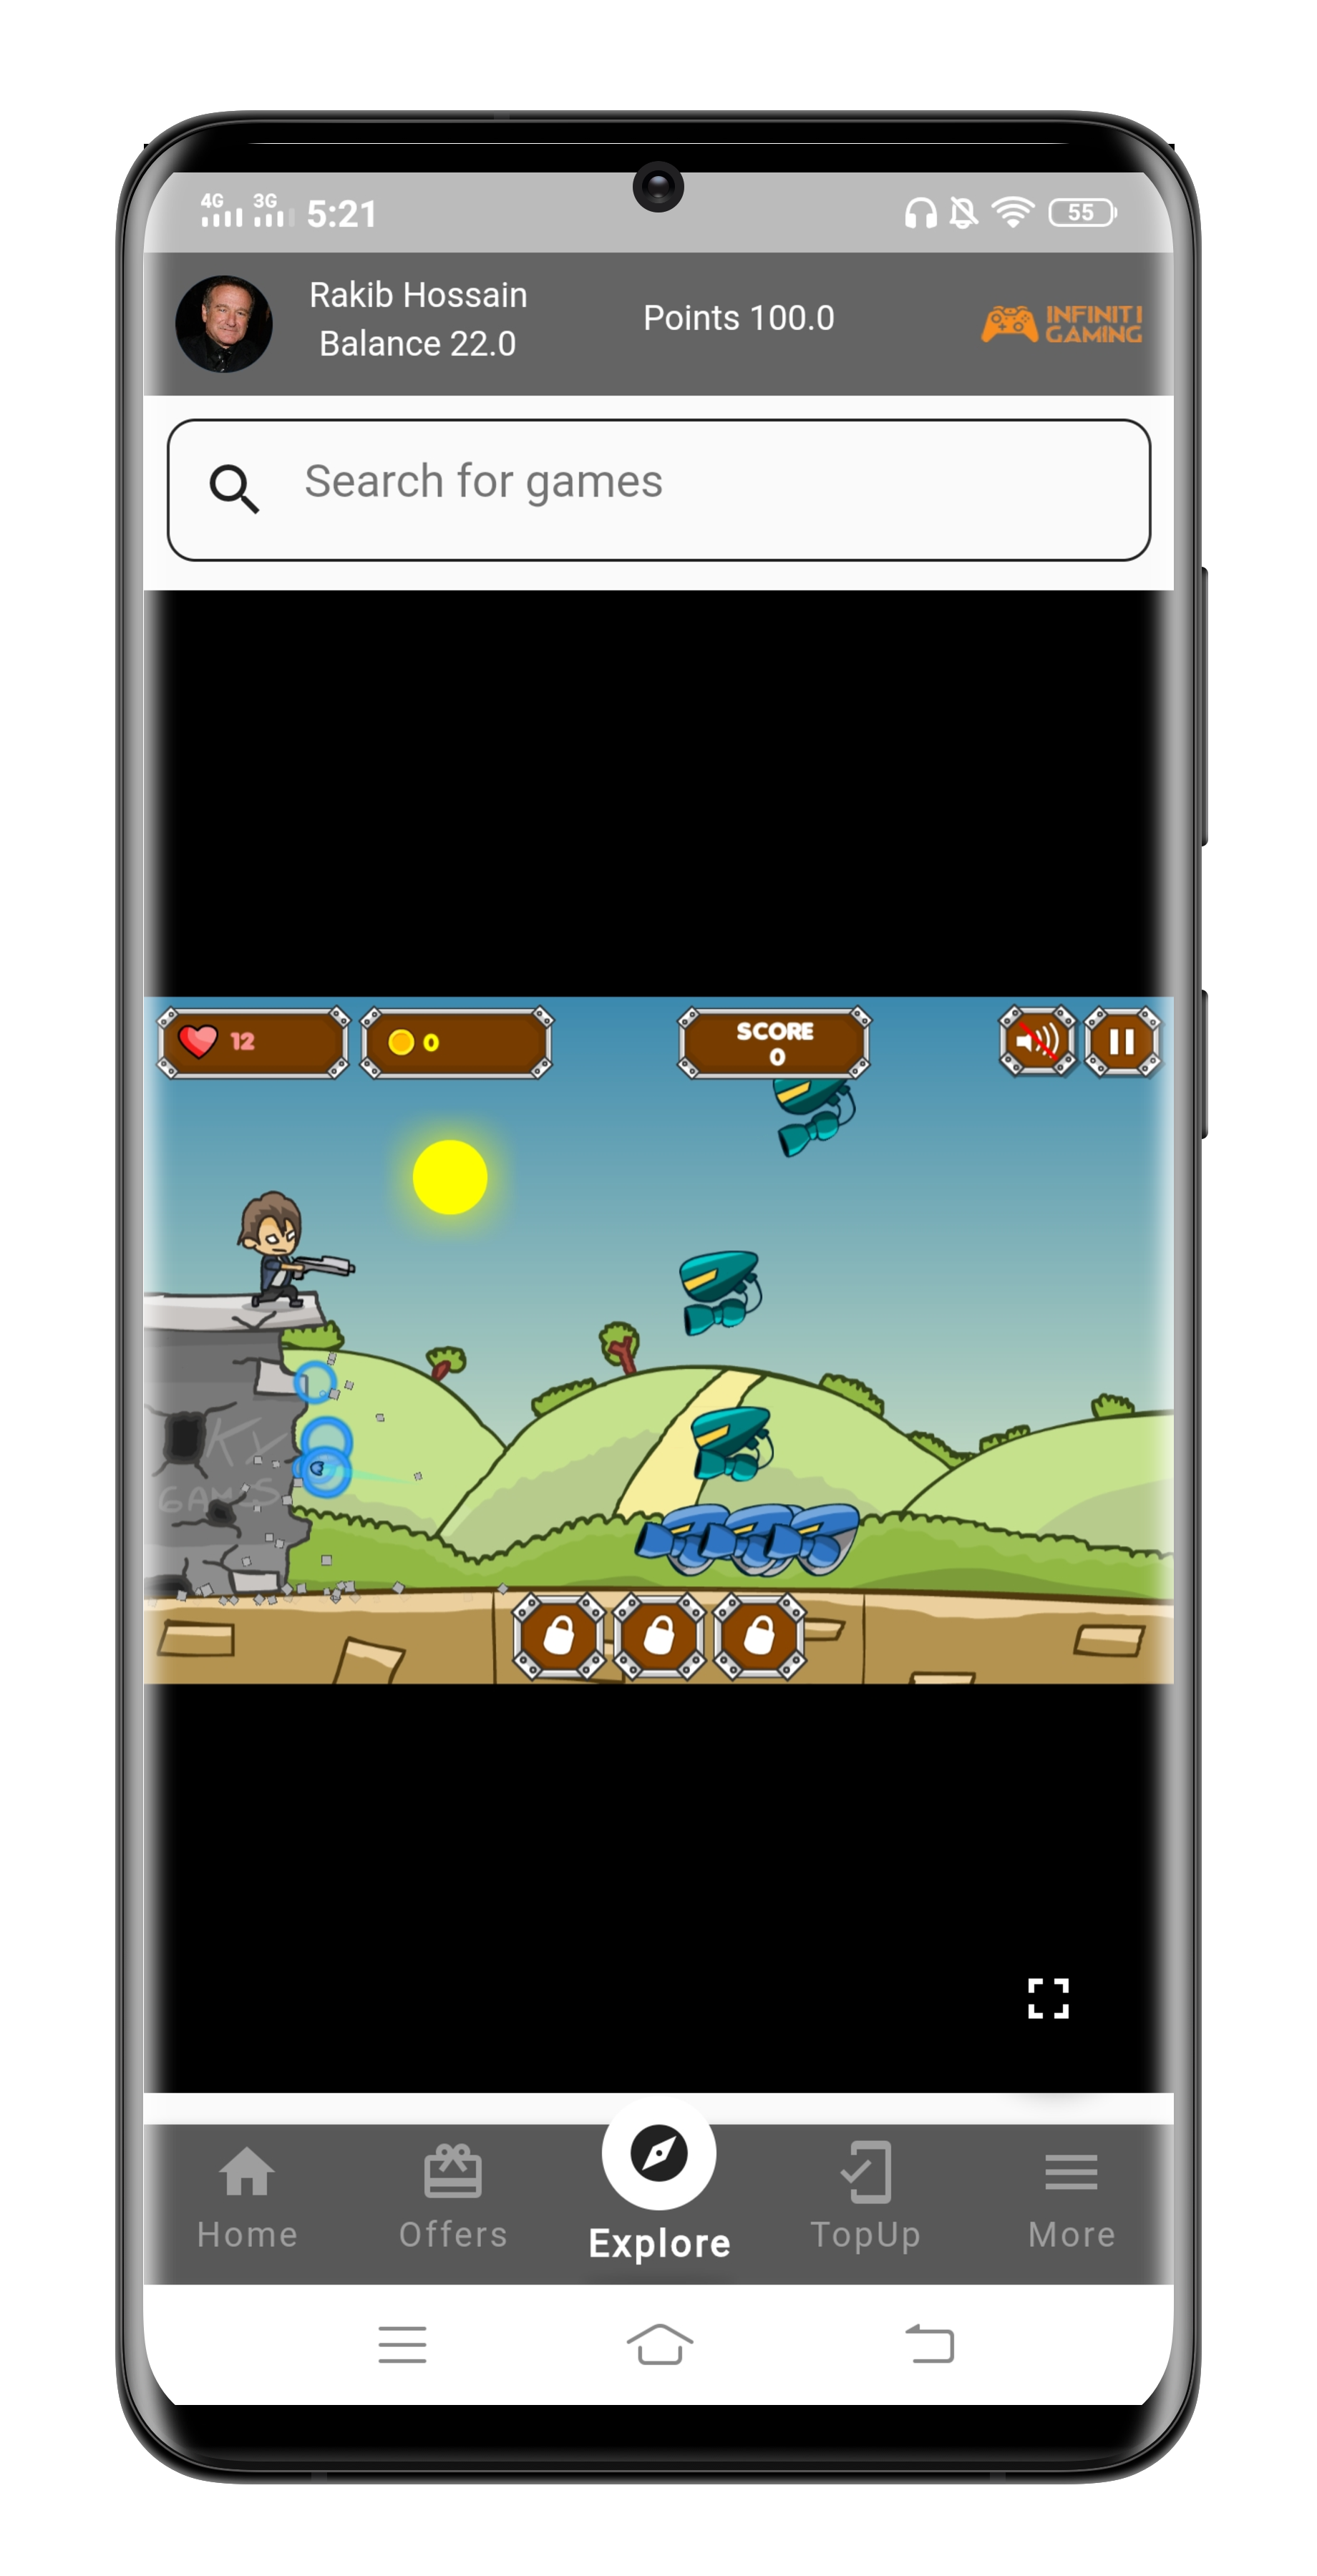 4G 3G 5:21 55
Rakib Hossain
Balance 22.0
Points 100.0
INFINITI
GAMING
Search for games
12
0
SCORE
0
GAMES
Home
Offers
Explore
TopUp
More